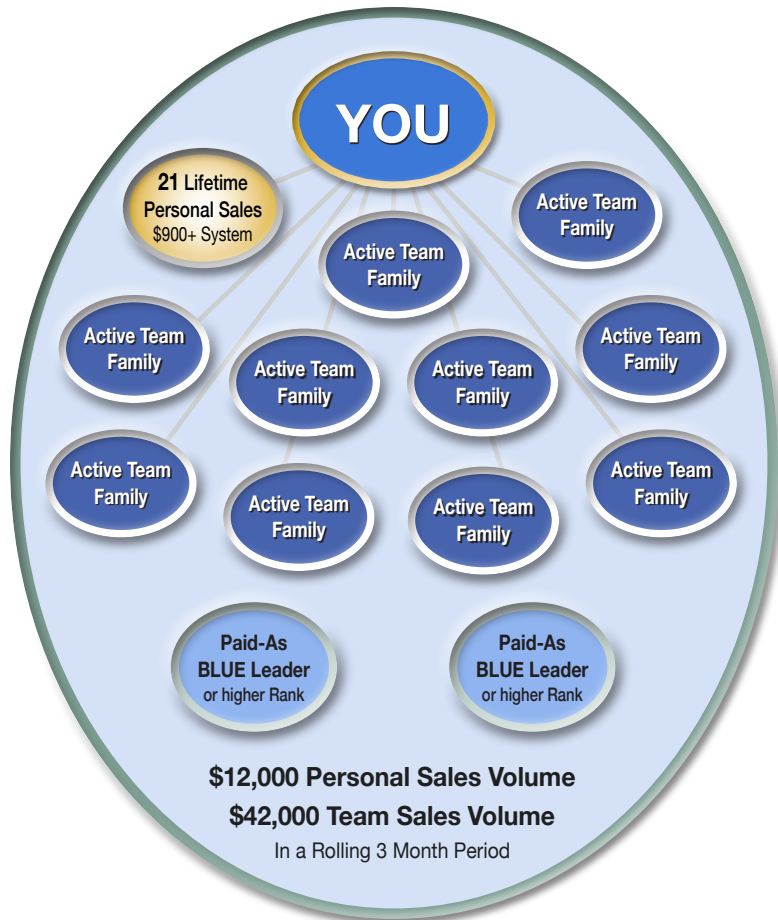 YOU
21 Lifetime
Personal Sales
$900+ System
Active Team
Family
Active Team
Family
Active Team
Family
Active Team
Family
Active Team
Family
Active Team
Family
Active Team
Family
Active Team
Family
Active Team
Family
Active Team
Family
Active Team
Family
Paid-As
BLUE Leader
or higher Rank
Paid-As
BLUE Leader
or higher Rank
$12,000 Personal Sales Volume
$42,000 Team Sales Volume
In a Rolling 3 Month Period